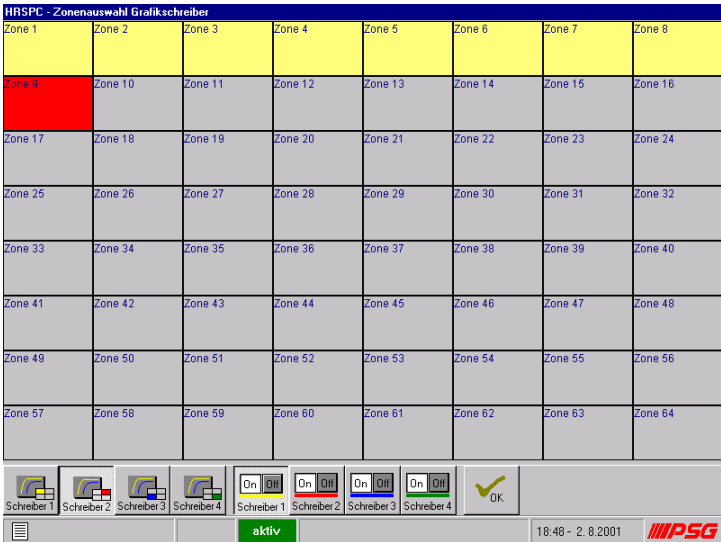 HRSPC - Zonenauswahl Grafikschreiber
Zone 1 Zone 2 Zone 3 Zone 4 Zone 5 Zone 6 Zone 7 Zone 8
Zone 9 Zone 10 Zone 11 Zone 12 Zone 13 Zone 14 Zone 15 Zone 16
Zone 17 Zone 18 Zone 19 Zone 20 Zone 21 Zone 22 Zone 23 Zone 24
Zone 25 Zone 26 Zone 27 Zone 28 Zone 29 Zone 30 Zone 31 Zone 32
Zone 33 Zone 34 Zone 35 Zone 36 Zone 37 Zone 38 Zone 39 Zone 40
Zone 41 Zone 42 Zone 43 Zone 44 Zone 45 Zone 46 Zone 47 Zone 48
Zone 49 Zone 50 Zone 51 Zone 52 Zone 53 Zone 54 Zone 55 Zone 56
Zone 57 Zone 58 Zone 59 Zone 60 Zone 61 Zone 62 Zone 63 Zone 64
On Off On Off On Off On Off
Schreiber 1 Schreiber 2 Schreiber 3 Schreiber 4 Schreiber 1 Schreiber 2 Schreiber 3 Schreiber 4 OK
aktiv 18:48 - 2. 8.2001 PSG